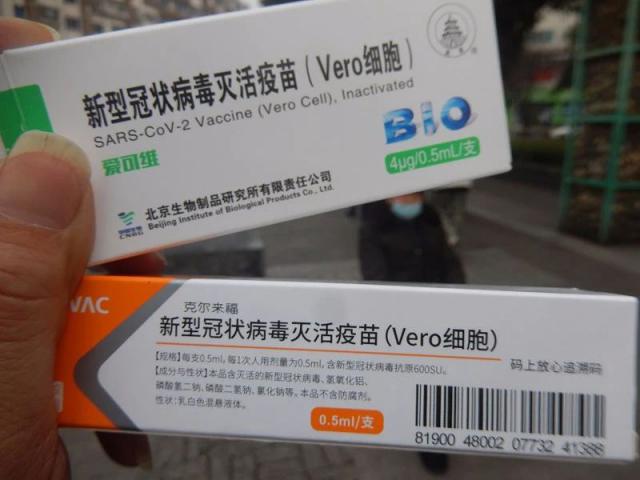 新型冠状病毒灭活疫苗(Vero细胞)
SARS-CoV-2 Vaccine (Vero Cell), Inactivated
爱可维
BIO
4μg/0.5mL/支
北京生物制品研究所有限责任公司
Beijing Institute of Biological Products Co., Ltd.
VAC
克尔来福
新型冠状病毒灭活疫苗(Vero细胞)
【规格】每支0.5ml,每1次人用剂量为0.5ml,含新型冠状病毒抗原600SU。
【成分与性状】本品含灭活的新型冠状病毒、氢氧化铝、
磷酸氢二钠、磷酸二氢钠、氯化钠等。本品不含防腐剂。
性状:乳白色混悬液体。
0.5ml/支
码上放心追溯码
81900 48002 07732 41388